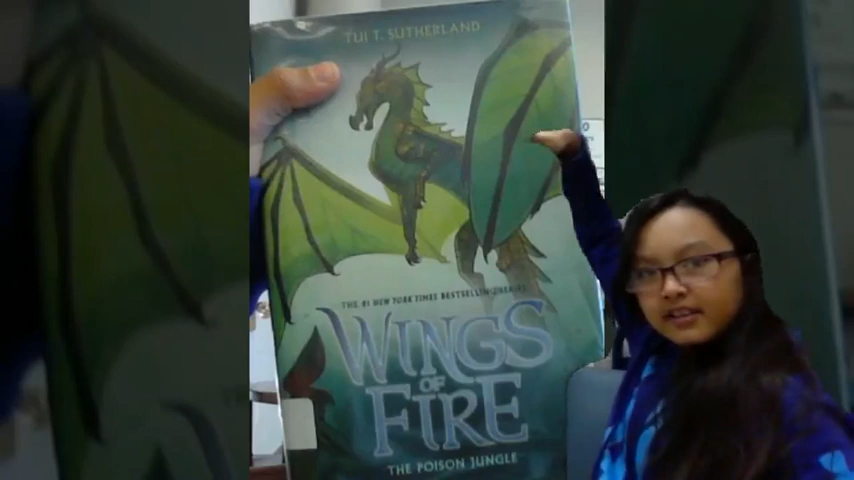 TUI T. SUTHERLAND
THE #1 NEW YORK TIMES BESTSELLING SERIES
WINGS
OF
FIRE
THE POISON JUNGLE